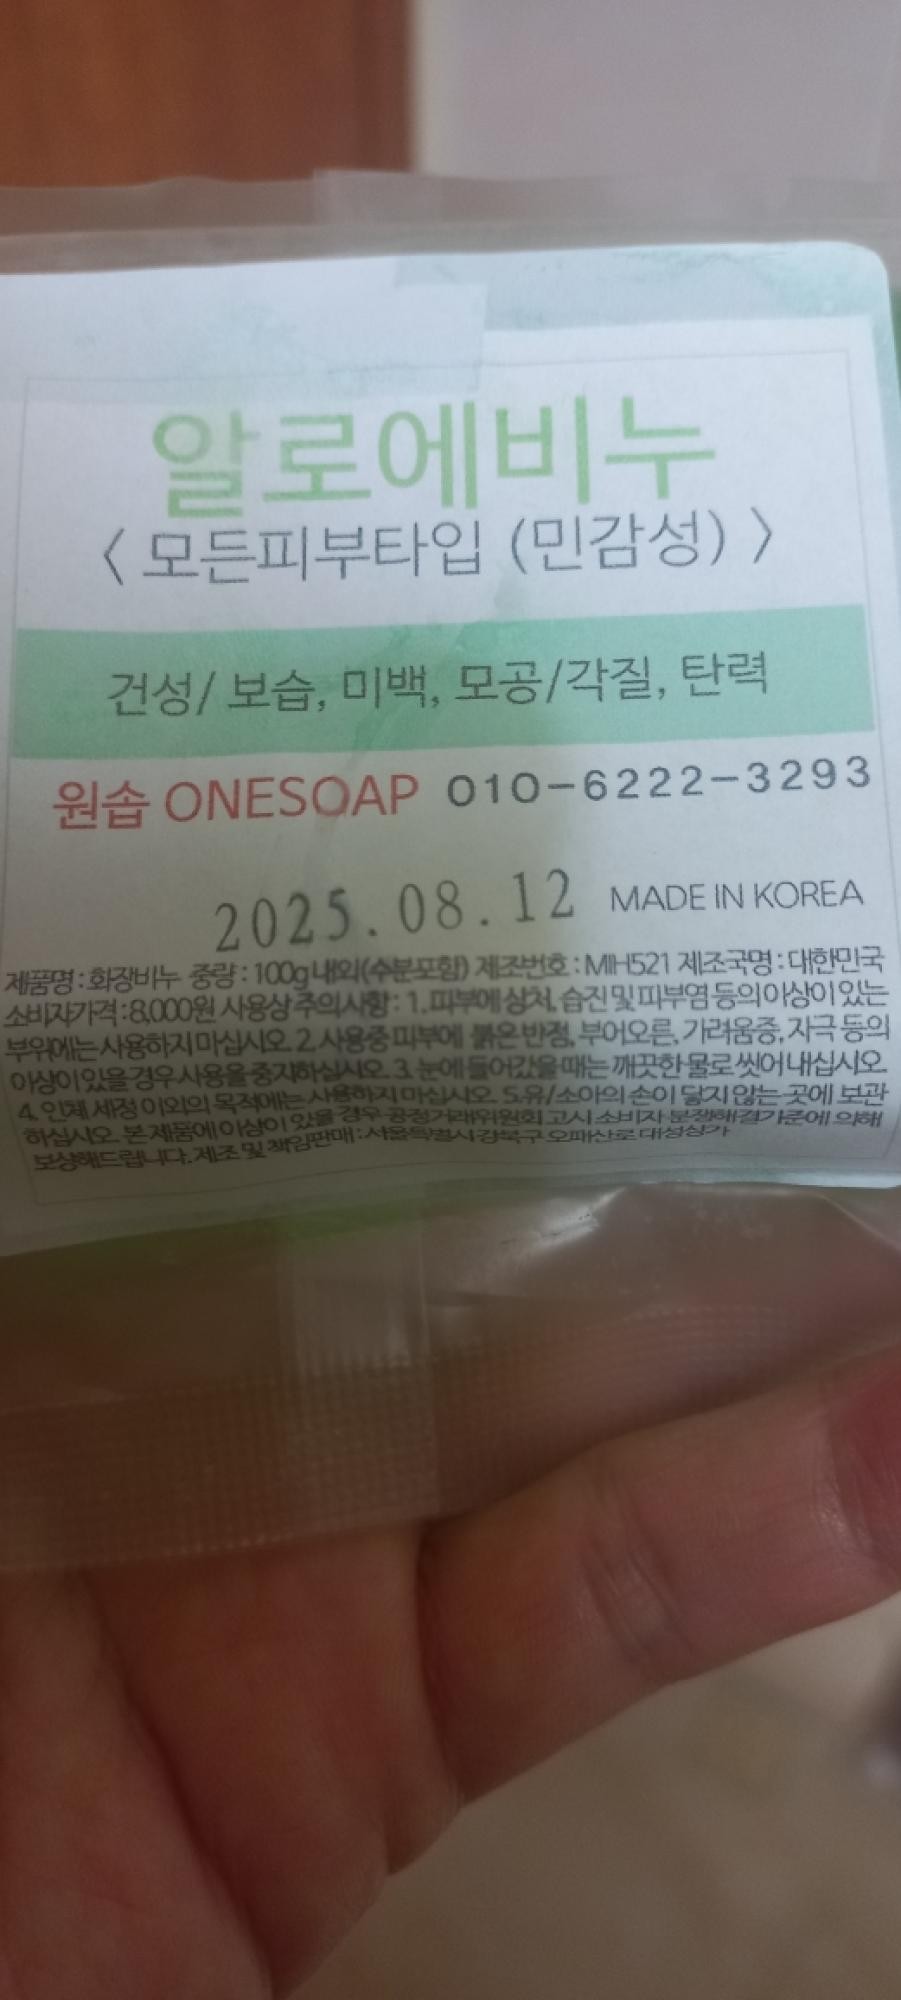 알로에비누
< 모든피부타입 (민감성) >
건성/ 보습, 미백, 모공/각질, 탄력
원솝 ONESOAP 010-6222-3293
2025.08.12 MADE IN KOREA
제품명 : 화장비누 중량 : 100g 내외(수분포함) 제조번호 : MIH521 제조국명 : 대한민국
소비자가격 : 8,000원 사용상 주의사항 : 1. 피부에 상처, 습진 및 피부염 등의 이상이 있는
부위에는 사용하지 마십시오 2. 사용중 피부에 붉은 반점, 부어오름, 가려움증, 자극 등의
이상이 있을 경우 사용을 중지하십시오. 3. 눈에 들어갔을 때는 깨끗한 물로 씻어 내십시오.
4. 인체 세정 이외의 목적에는 사용하지 마십시오. 5. 유/소아의 손이 닿지 않는 곳에 보관
하십시오. 본 제품에 이상이 있을 경우 공정거래위원회 고시 소비자 분쟁해결기준에 의해
보상해드립니다. 제조 및 책임판매 : 서울특별시 강북구 오패산로 대성상가